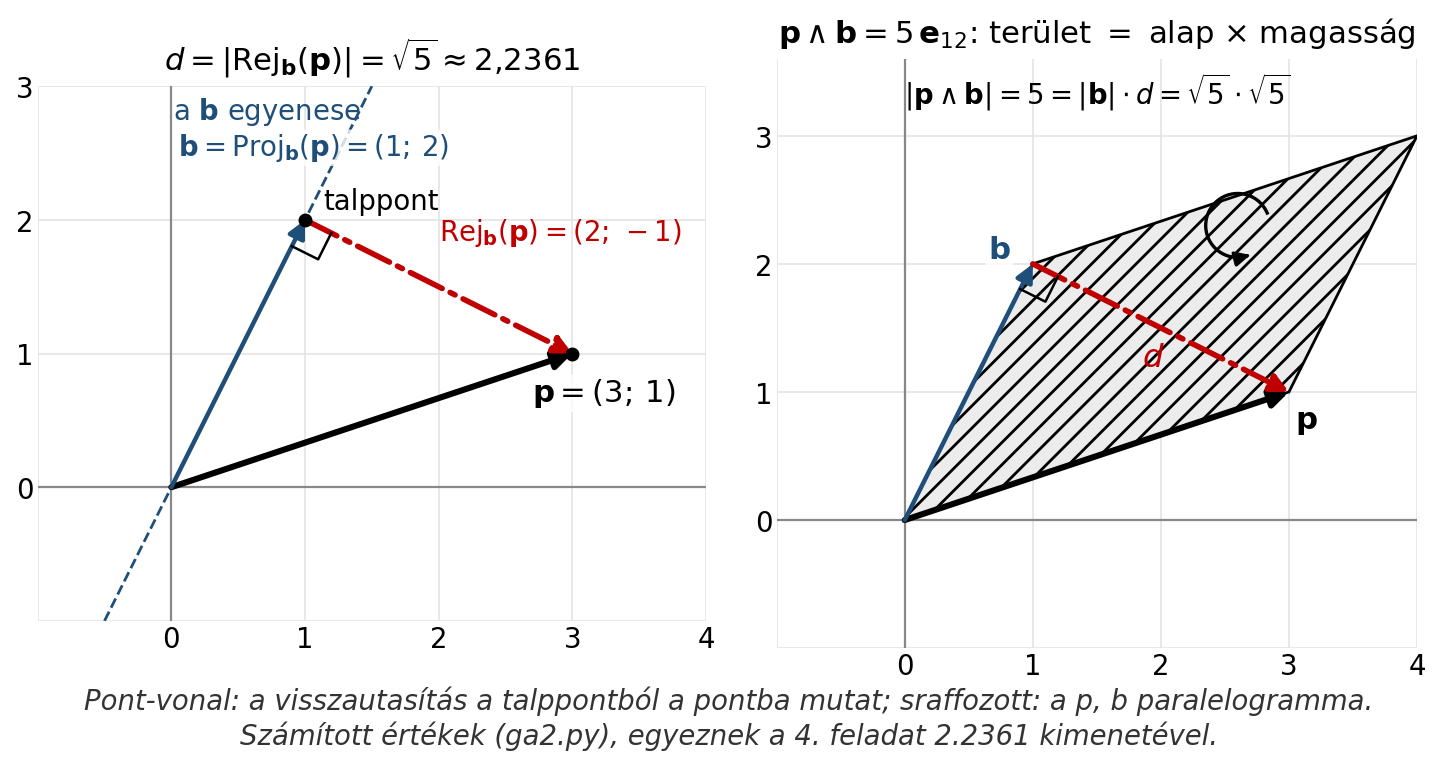 d = |Rej_b(p)| = √5 ≈ 2,2361
a b egyenese
b = Proj_b(p) = (1; 2)
talppont
Rej_b(p) = (2; −1)
p = (3; 1)
3
2
1
0
0 1 2 3 4
p ∧ b = 5 e₁₂: terület = alap × magasság
|p ∧ b| = 5 = |b| · d = √5 · √5
b
d
p
3
2
1
0
0 1 2 3 4
Pont-vonal: a visszautasítás a talppontból a pontba mutat; sraffozott: a p, b paralelogramma.
Számított értékek (ga2.py), egyeznek a 4. feladat 2.2361 kimenetével.